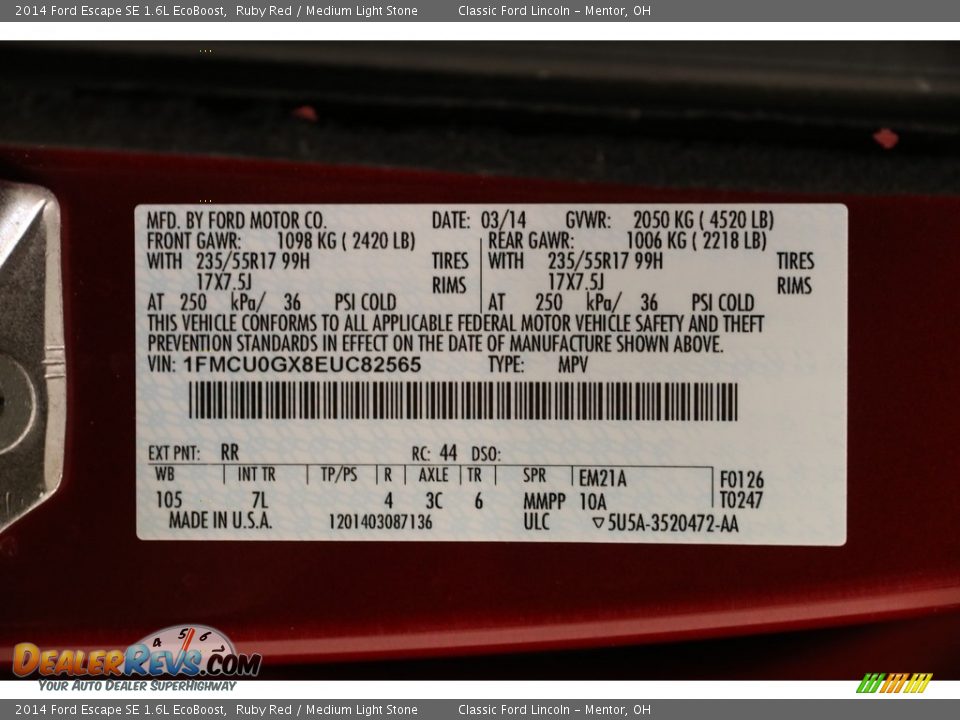 2014 Ford Escape SE 1.6L EcoBoost, Ruby Red / Medium Light Stone Classic Ford Lincoln – Mentor, OH
MFD. BY FORD MOTOR CO. DATE: 03/14 GVWR: 2050 KG ( 4520 LB)
FRONT GAWR: 1098 KG ( 2420 LB) REAR GAWR: 1006 KG ( 2218 LB)
WITH 235/55R17 99H TIRES WITH 235/55R17 99H TIRES
17X7.5J RIMS 17X7.5J RIMS
AT 250 kPa/ 36 PSI COLD AT 250 kPa/ 36 PSI COLD
THIS VEHICLE CONFORMS TO ALL APPLICABLE FEDERAL MOTOR VEHICLE SAFETY AND THEFT
PREVENTION STANDARDS IN EFFECT ON THE DATE OF MANUFACTURE SHOWN ABOVE.
VIN: 1FMCU0GX8EUC82565 TYPE: MPV
EXT PNT: RR RC: 44 DSO:
WB INT TR TP/PS R AXLE TR SPR EM21A F0126
105 7L 4 3C 6 MMPP 10A T0247
MADE IN U.S.A. 1201403087136 ULC ▽5U5A-3520472-AA
4 5 6
DEALERREVS.COM
YOUR AUTO DEALER SUPERHIGHWAY
2014 Ford Escape SE 1.6L EcoBoost, Ruby Red / Medium Light Stone Classic Ford Lincoln – Mentor, OH